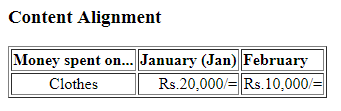 Content Alignment
Money spent on... January (Jan) February
Clothes Rs.20,000/= Rs.10,000/=